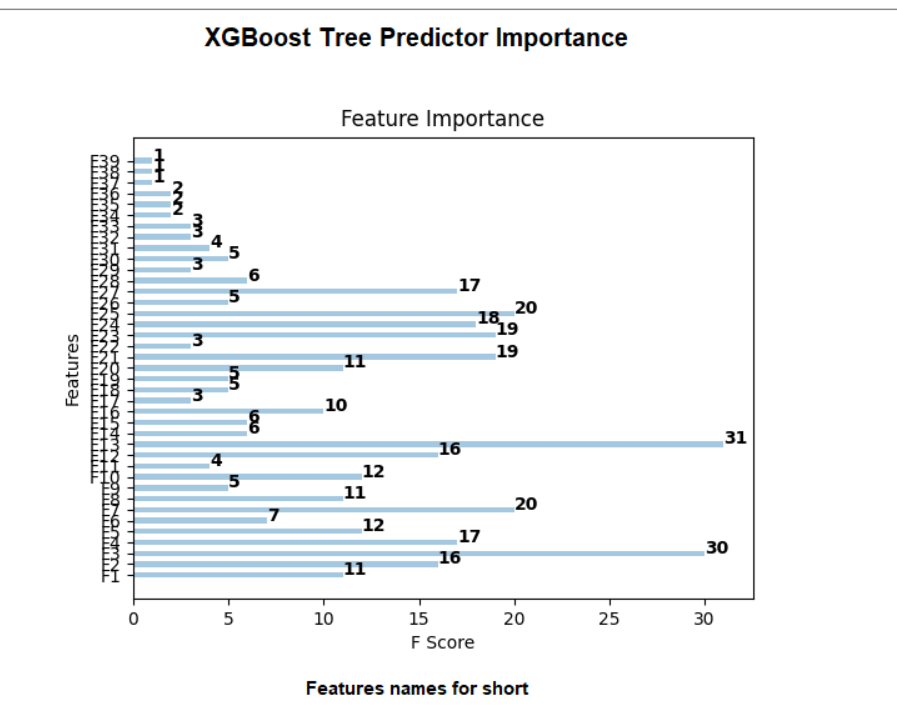 XGBoost Tree Predictor Importance
Feature Importance
F39 1
F38 1
F37 1
F36 2
F35 2
F34 2
F33 3
F32 3
F31 4
F30 5
F29 3
F28 6
F27 17
F26 5
F25 20
F24 18
F23 19
F22 3
F21 19
F20 11
F19 5
F18 5
F17 3
F16 10
F15 6
F14 6
F13 31
F12 16
F11 4
F10 12
F9 5
F8 11
F7 20
F6 7
F5 12
F4 17
F3 30
F2 16
F1 11
Features
0 5 10 15 20 25 30
F Score
Features names for short